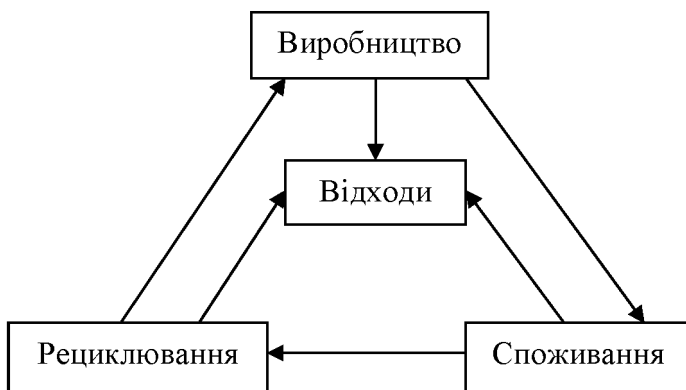 Виробництво
Відходи
Рециклювання
Споживання